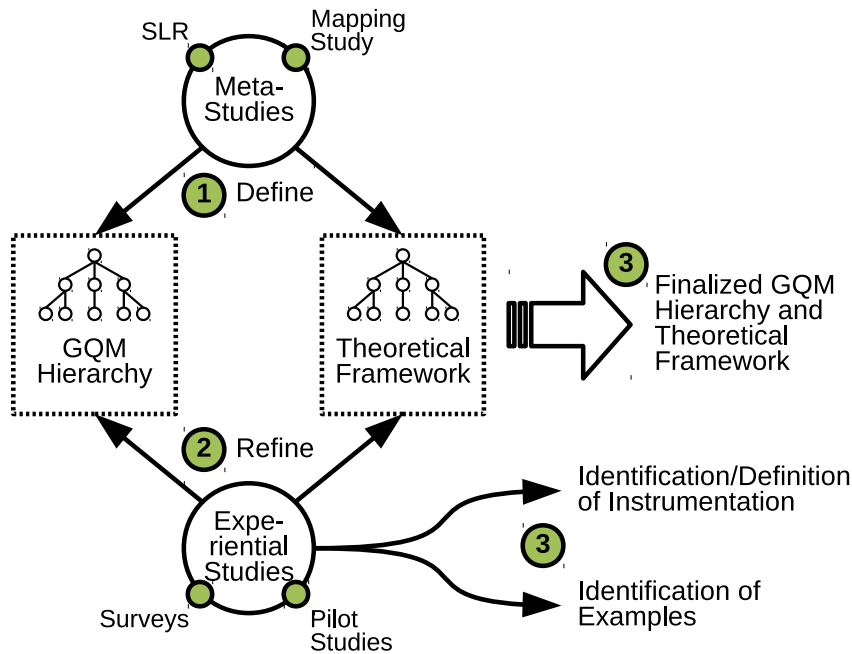 SLR
Mapping
Study
Meta-
Studies
1 Define
GQM
Hierarchy
Theoretical
Framework
3
Finalized GQM
Hierarchy and
Theoretical
Framework
2 Refine
Expe-
riential
Studies
Surveys
Pilot
Studies
Identification/Definition
of Instrumentation
3
Identification of
Examples